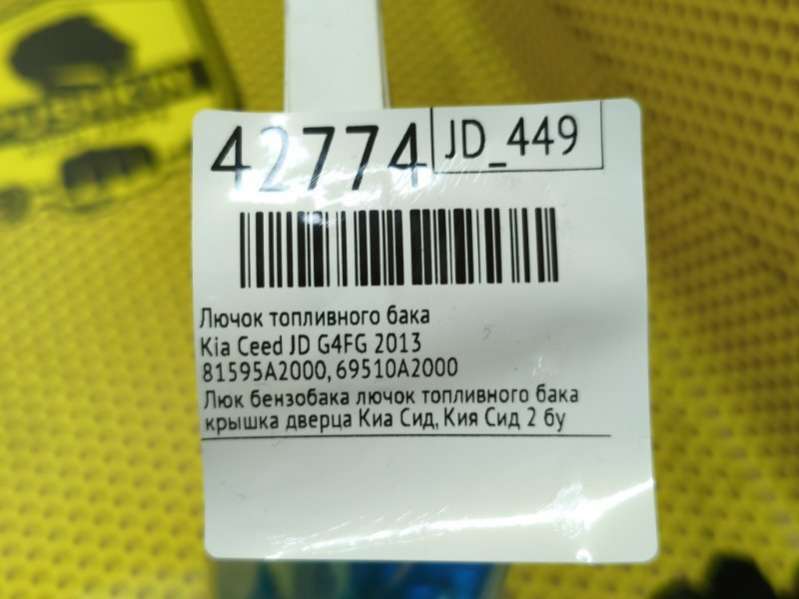 42774 JD_449
Лючок топливного бака
Kia Ceed JD G4FG 2013
81595A2000, 69510A2000
Люк бензобака лючок топливного бака
крышка дверца Киа Сид, Кия Сид 2 бу